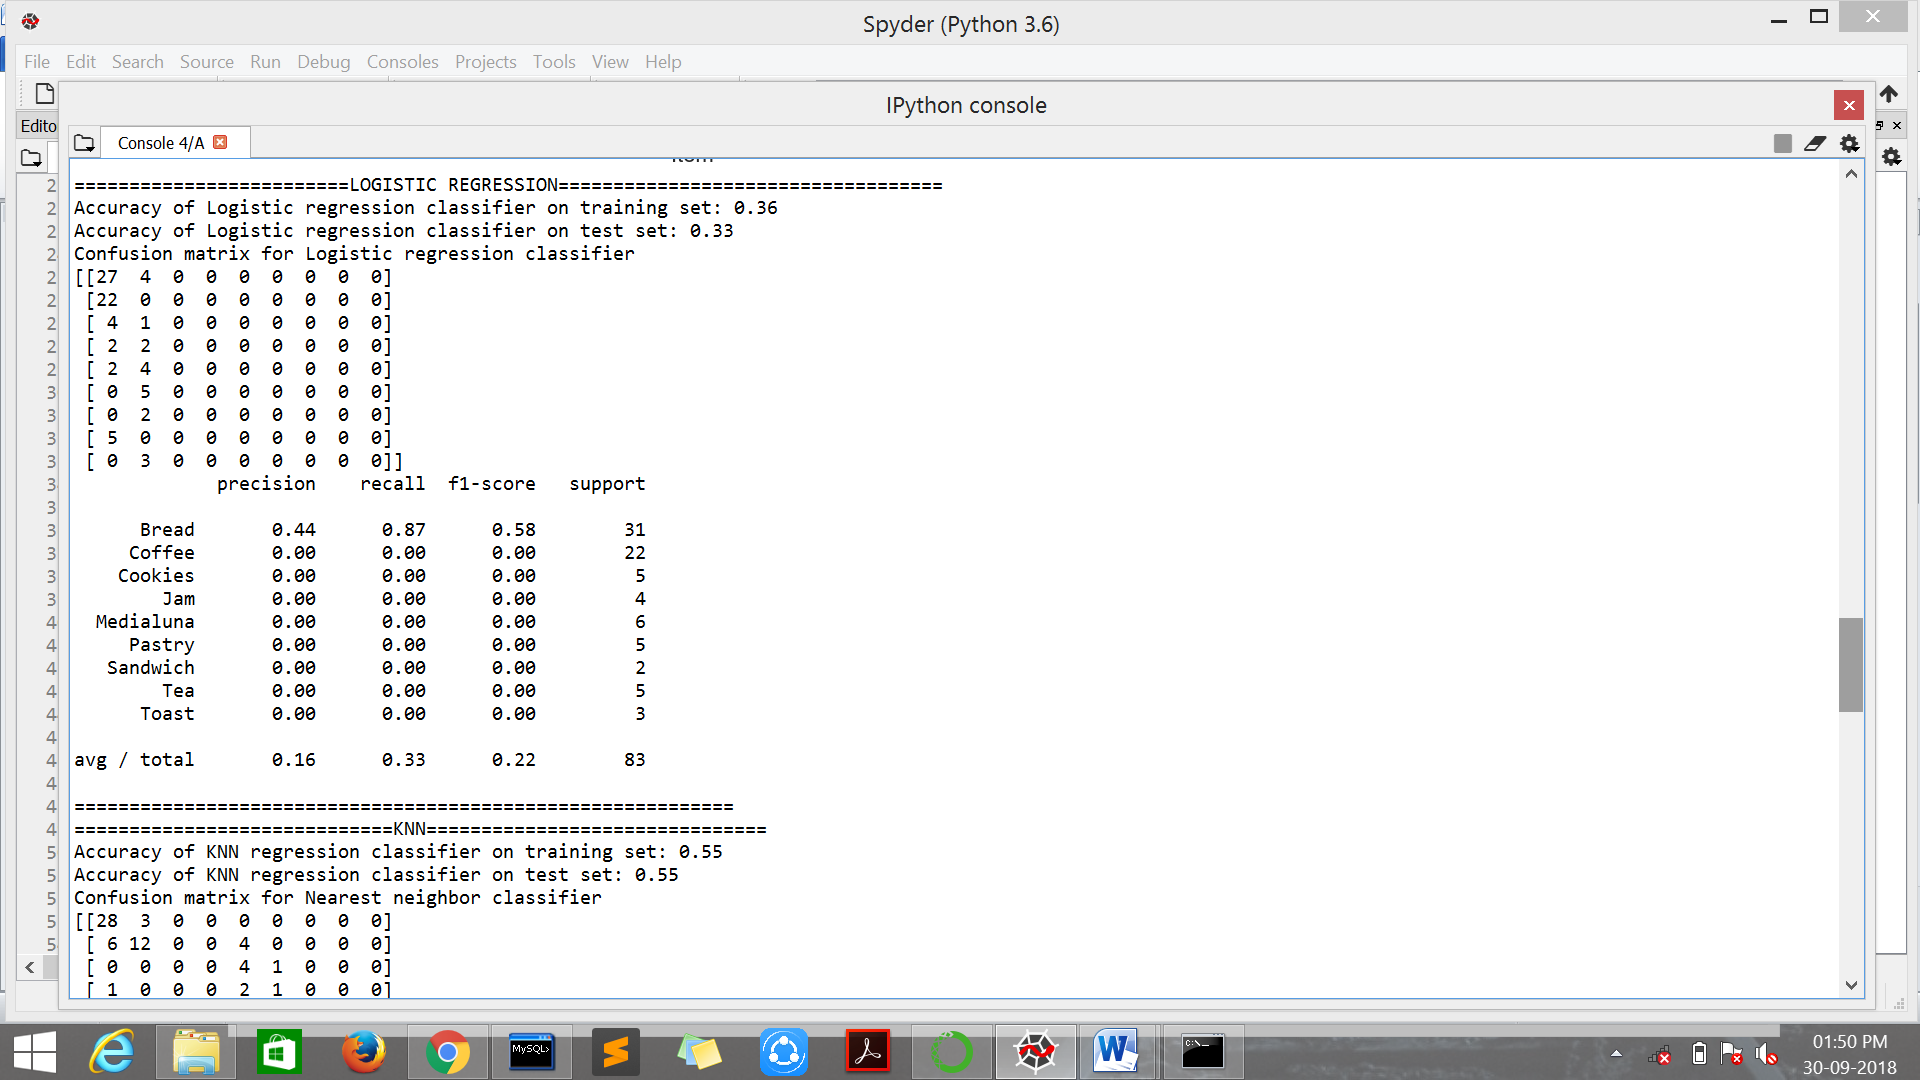 Spyder (Python 3.6)
File Edit Search Source Run Debug Consoles Projects Tools View Help
IPython console
Edito
Console 4/A
=========================LOGISTIC REGRESSION===================================
Accuracy of Logistic regression classifier on training set: 0.36
Accuracy of Logistic regression classifier on test set: 0.33
Confusion matrix for Logistic regression classifier
[[27  4  0  0  0  0  0  0  0]
 [22  0  0  0  0  0  0  0  0]
 [ 4  1  0  0  0  0  0  0  0]
 [ 2  2  0  0  0  0  0  0  0]
 [ 2  4  0  0  0  0  0  0  0]
 [ 0  5  0  0  0  0  0  0  0]
 [ 0  2  0  0  0  0  0  0  0]
 [ 5  0  0  0  0  0  0  0  0]
 [ 0  3  0  0  0  0  0  0  0]]
             precision    recall  f1-score   support
      Bread       0.44      0.87      0.58        31
     Coffee       0.00      0.00      0.00        22
    Cookies       0.00      0.00      0.00         5
        Jam       0.00      0.00      0.00         4
  Medialuna       0.00      0.00      0.00         6
     Pastry       0.00      0.00      0.00         5
   Sandwich       0.00      0.00      0.00         2
        Tea       0.00      0.00      0.00         5
      Toast       0.00      0.00      0.00         3
avg / total       0.16      0.33      0.22        83
============================================================
=============================KNN===============================
Accuracy of KNN regression classifier on training set: 0.55
Accuracy of KNN regression classifier on test set: 0.55
Confusion matrix for Nearest neighbor classifier
[[28  3  0  0  0  0  0  0  0]
 [ 6 12  0  0  4  0  0  0  0]
 [ 0  0  0  0  4  1  0  0  0]
 [ 1  0  0  0  2  1  0  0  0]
MySQL>
C:\_
01:50 PM
30-09-2018